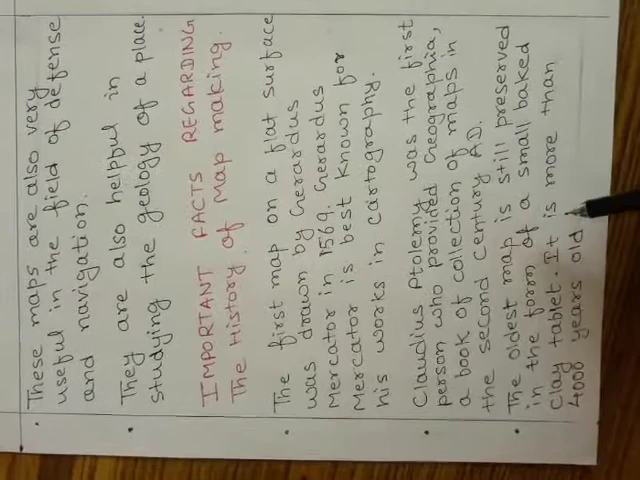 These maps are also very
useful in the field of defense
and navigation.
They are also helpful in
studying the geology of a place.
IMPORTANT FACTS REGARDING
The History of Map making.
The first map on a flat surface
was drawn by Gerardus
Mercator in 1569. Gerardus
Mercator is best known for
his works in cartography.
Claudius Ptolemy was the first
person who provided Geographia,
a book of collection of maps in
the second century AD.
The oldest map is still preserved
in the form of a small baked
clay tablet. It is more than
4000 years old